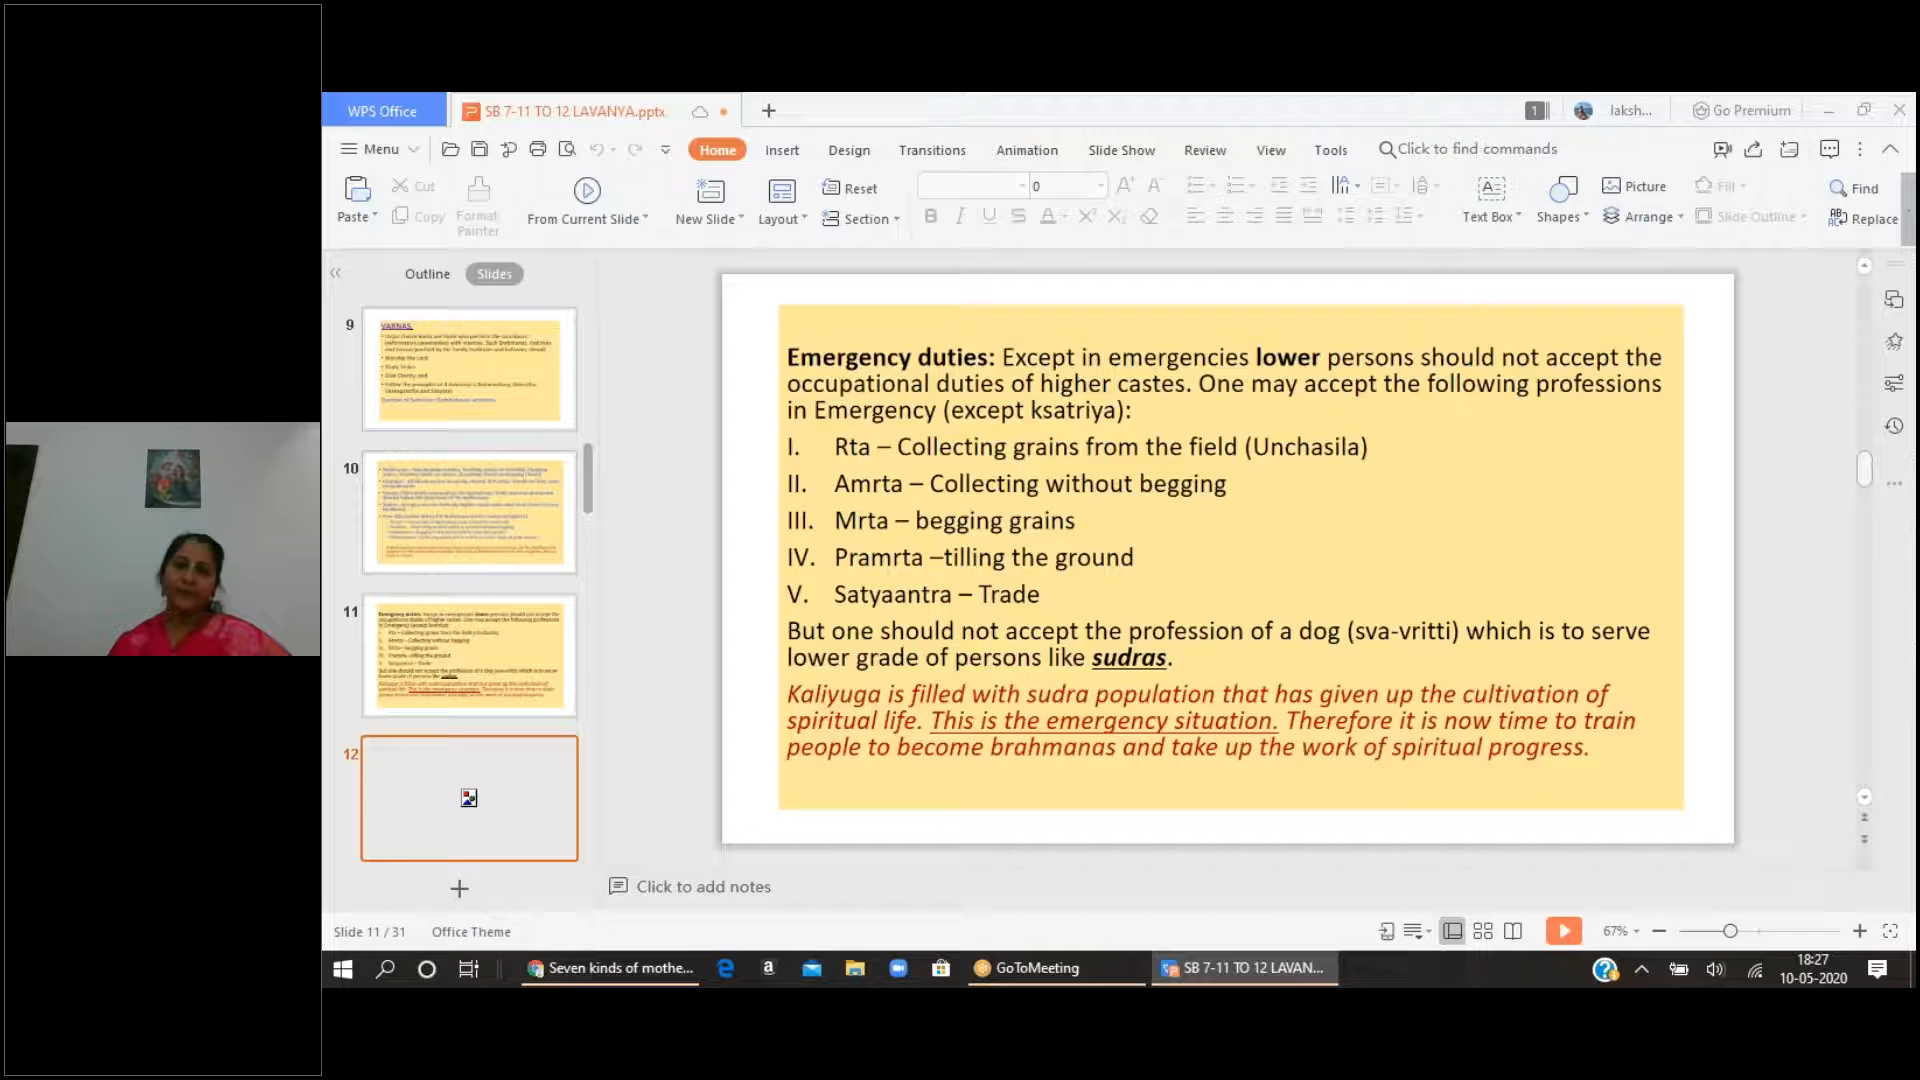 WPS Office
SB 7-11 TO 12 LAVANYA.pptx
1
laksh...
Go Premium
Menu
Home
Insert
Design
Transitions
Animation
Slide Show
Review
View
Tools
Click to find commands
Paste
Cut
Copy
Format
Painter
From Current Slide
New Slide
Layout
Reset
Section
0
Text Box
Shapes
Picture
Arrange
Fill
Slide Outline
Find
Replace
Outline
Slides
9
VARNAS
10
11
12
Emergency duties: Except in emergencies lower persons should not accept the
occupational duties of higher castes. One may accept the following professions
in Emergency (except ksatriya):
I. Rta – Collecting grains from the field (Unchasila)
II. Amrta – Collecting without begging
III. Mrta – begging grains
IV. Pramrta –tilling the ground
V. Satyaantra – Trade
But one should not accept the profession of a dog (sva-vritti) which is to serve
lower grade of persons like sudras.
Kaliyuga is filled with sudra population that has given up the cultivation of
spiritual life. This is the emergency situation. Therefore it is now time to train
people to become brahmanas and take up the work of spiritual progress.
Click to add notes
Slide 11 / 31
Office Theme
67%
Seven kinds of mothe...
GoToMeeting
SB 7-11 TO 12 LAVAN...
18:27
10-05-2020